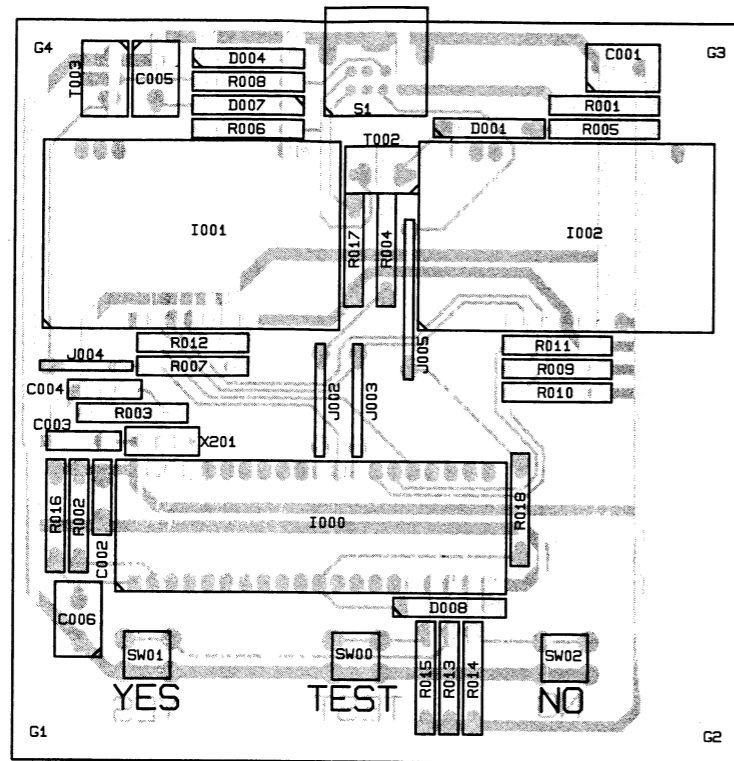 G4
G3
T003
C005
D004
R008
D007
R006
S1
T002
D001
C001
R001
R005
I001
R017
R004
I002
J005
R012
R007
J004
C004
R003
C003
X201
J002
J003
R011
R009
R010
R016
R002
C002
I000
R018
C006
D008
SW01
SW00
SW02
R015
R013
R014
YES
TEST
NO
G1
G2